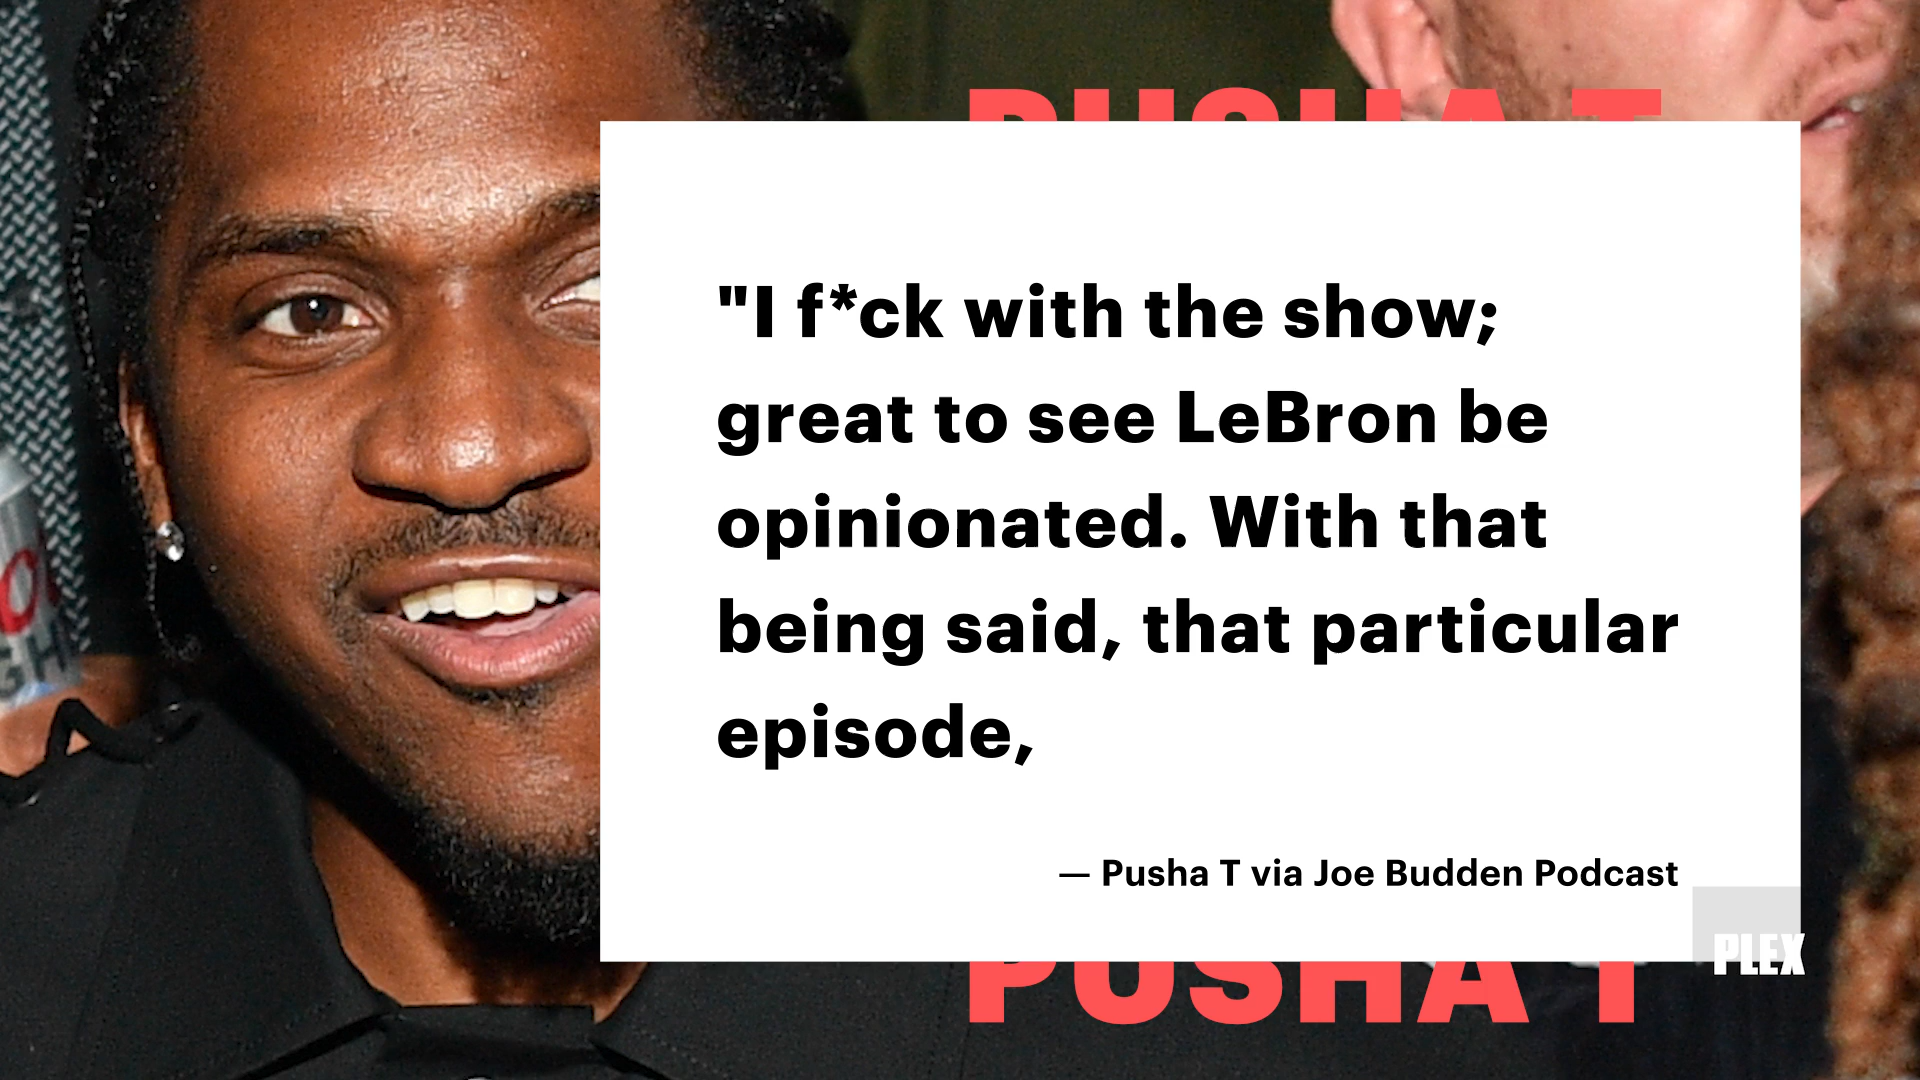 PUSHA T
"I f*ck with the show;
great to see LeBron be
opinionated. With that
being said, that particular
episode,
— Pusha T via Joe Budden Podcast
PLEX
PUSHA T